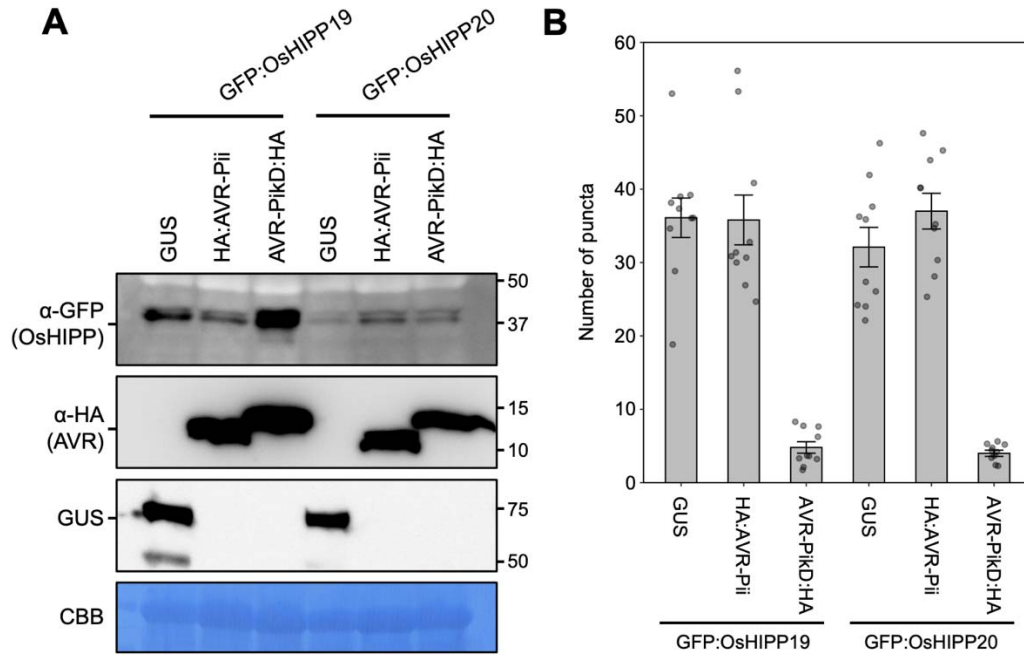 A
GFP:OsHIPP19
GFP:OsHIPP20
GUS
HA:AVR-Pii
AVR-PikD:HA
GUS
HA:AVR-Pii
AVR-PikD:HA
α-GFP
(OsHIPP)
50
37
α-HA
(AVR)
15
10
GUS
75
50
CBB
B
Number of puncta
60
50
40
30
20
10
0
GUS
HA:AVR-Pii
AVR-PikD:HA
GUS
HA:AVR-Pii
AVR-PikD:HA
GFP:OsHIPP19
GFP:OsHIPP20